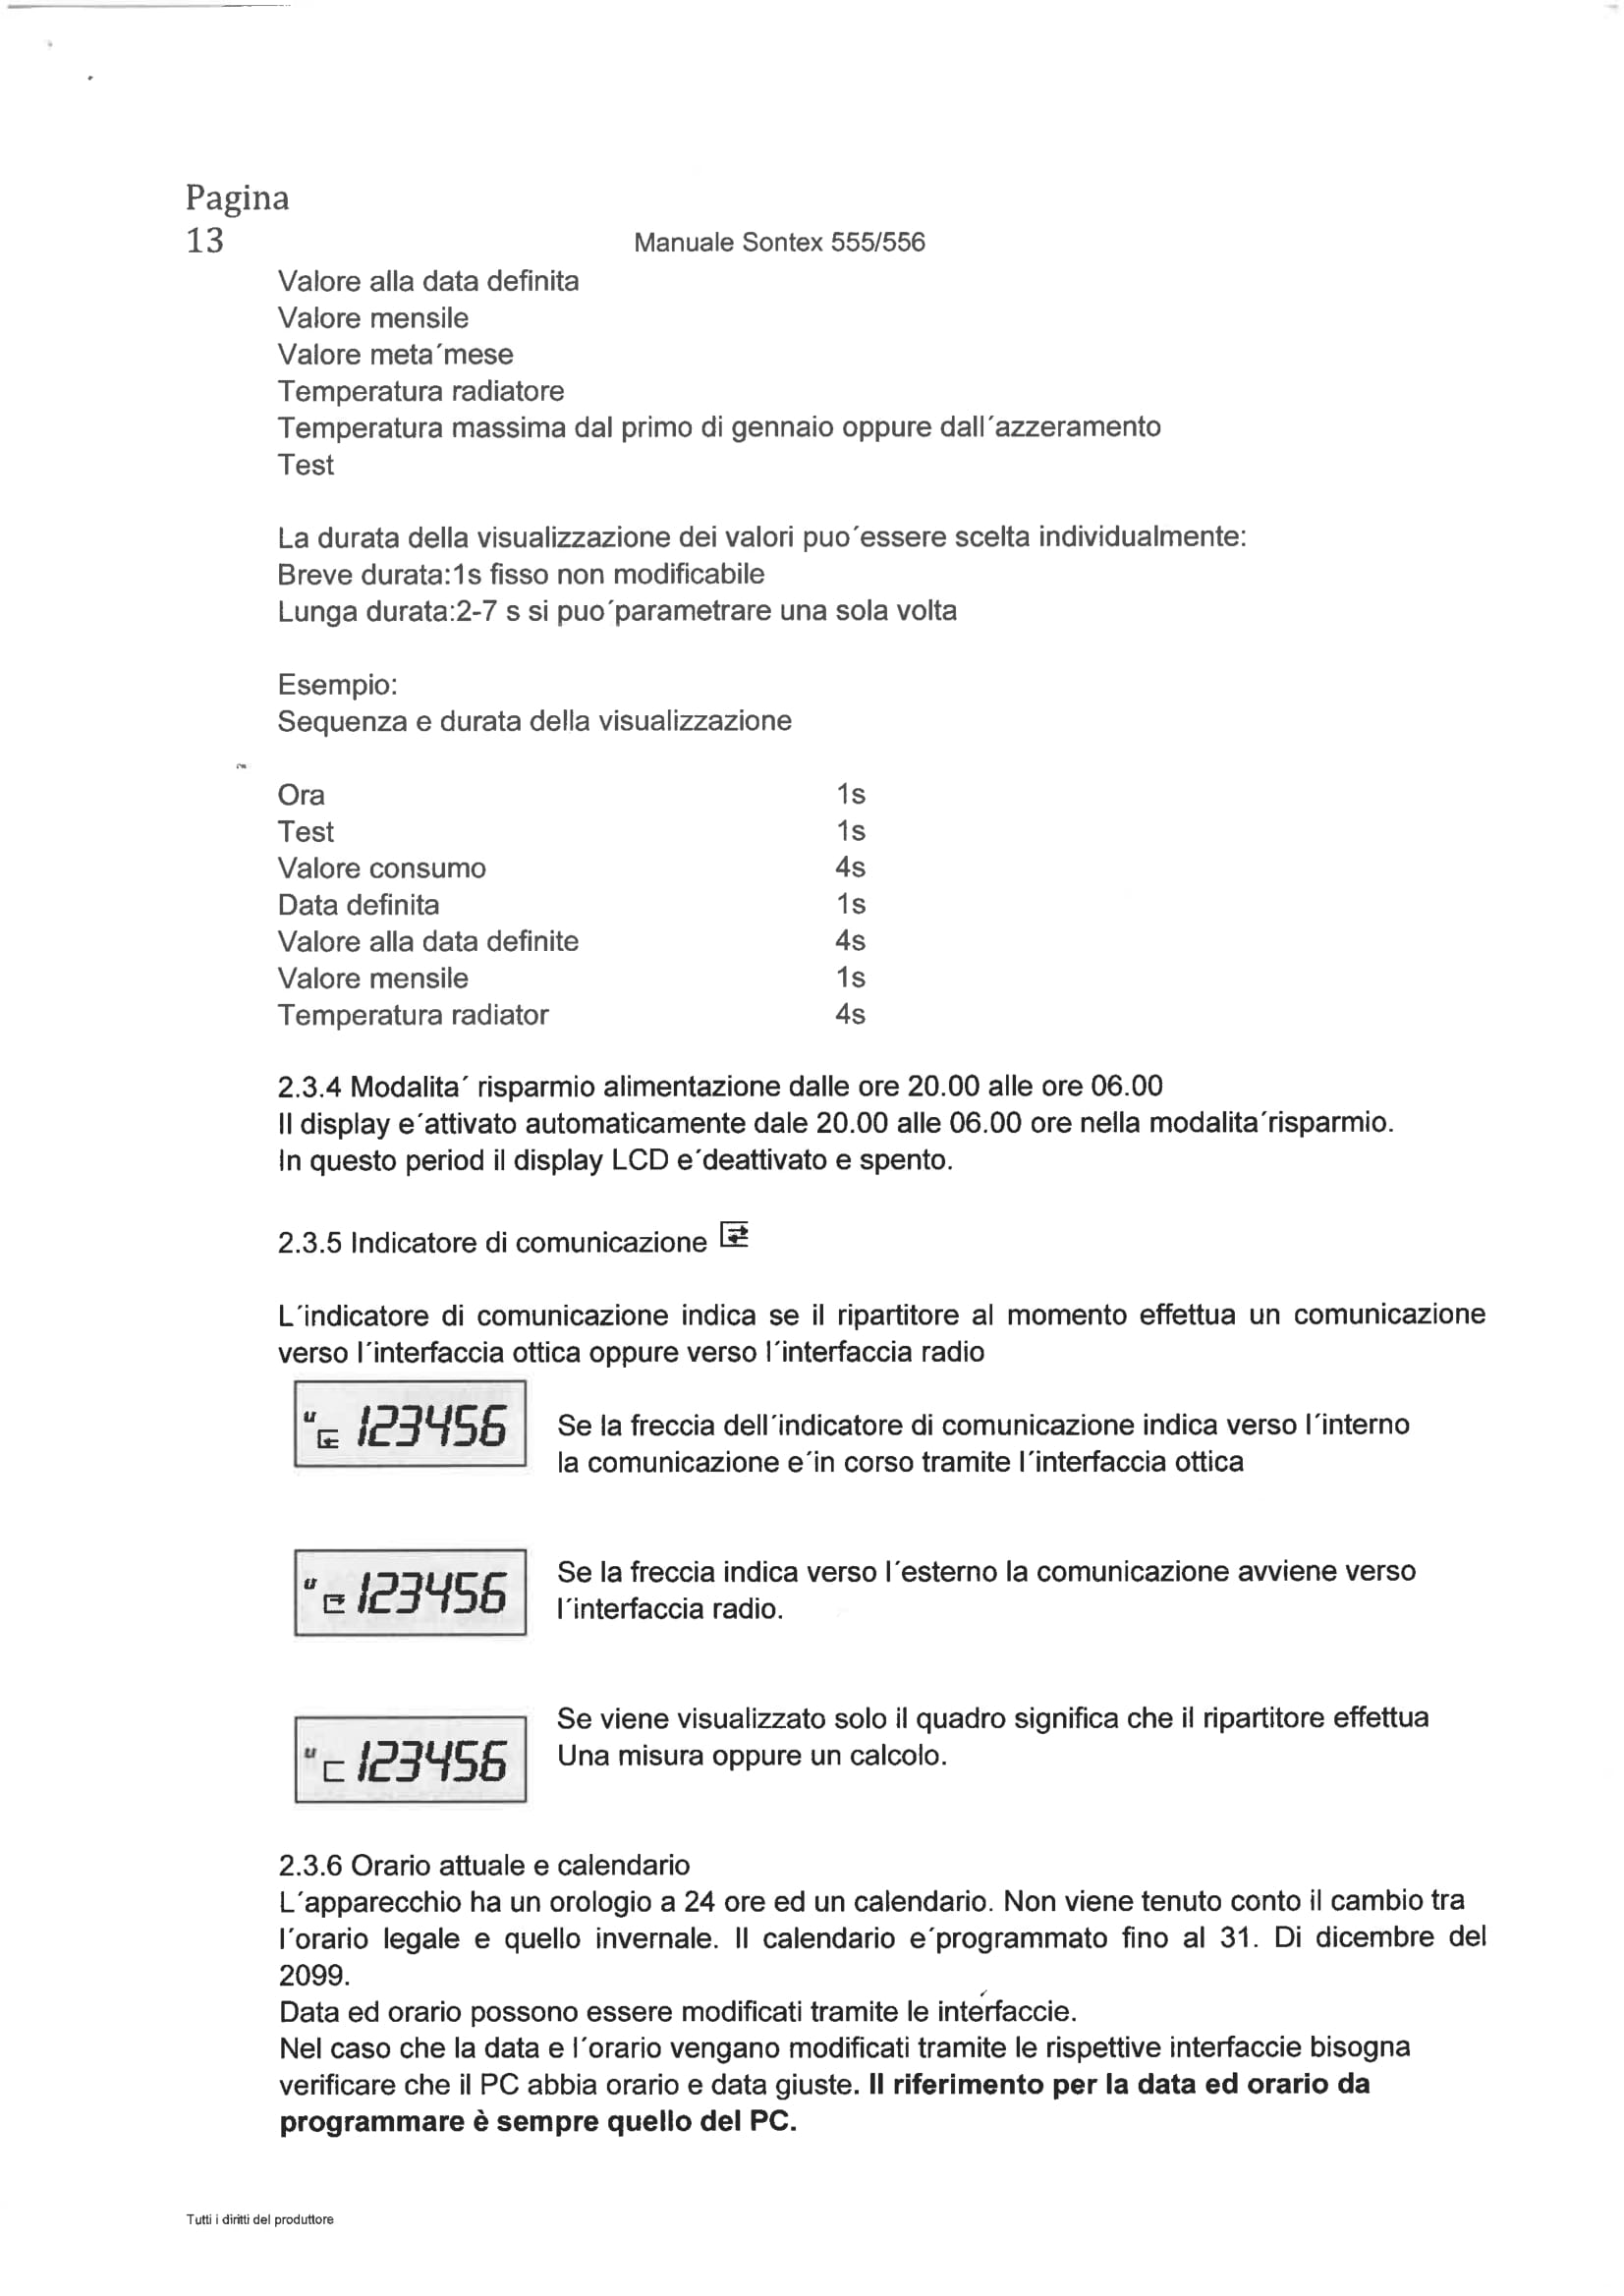 Pagina
13
Manuale Sontex 555/556
Valore alla data definita
Valore mensile
Valore meta´mese
Temperatura radiatore
Temperatura massima dal primo di gennaio oppure dall´azzeramento
Test
La durata della visualizzazione dei valori puo´essere scelta individualmente:
Breve durata:1s fisso non modificabile
Lunga durata:2-7 s si puo´parametrare una sola volta
Esempio:
Sequenza e durata della visualizzazione
Ora 1s
Test 1s
Valore consumo 4s
Data definita 1s
Valore alla data definite 4s
Valore mensile 1s
Temperatura radiator 4s
2.3.4 Modalita´ risparmio alimentazione dalle ore 20.00 alle ore 06.00
Il display e´attivato automaticamente dale 20.00 alle 06.00 ore nella modalita´risparmio.
In questo period il display LCD e´deattivato e spento.
2.3.5 Indicatore di comunicazione
L´indicatore di comunicazione indica se il ripartitore al momento effettua un comunicazione
verso l´interfaccia ottica oppure verso l´interfaccia radio
u 123456
Se la freccia dell´indicatore di comunicazione indica verso l´interno
la comunicazione e´in corso tramite l´interfaccia ottica
u 123456
Se la freccia indica verso l´esterno la comunicazione avviene verso
l´interfaccia radio.
u 123456
Se viene visualizzato solo il quadro significa che il ripartitore effettua
Una misura oppure un calcolo.
2.3.6 Orario attuale e calendario
L´apparecchio ha un orologio a 24 ore ed un calendario. Non viene tenuto conto il cambio tra
l´orario legale e quello invernale. Il calendario e´programmato fino al 31. Di dicembre del
2099.
Data ed orario possono essere modificati tramite le interfaccie.
Nel caso che la data e l´orario vengano modificati tramite le rispettive interfaccie bisogna
verificare che il PC abbia orario e data giuste. Il riferimento per la data ed orario da
programmare è sempre quello del PC.
Tutti i diritti del produttore